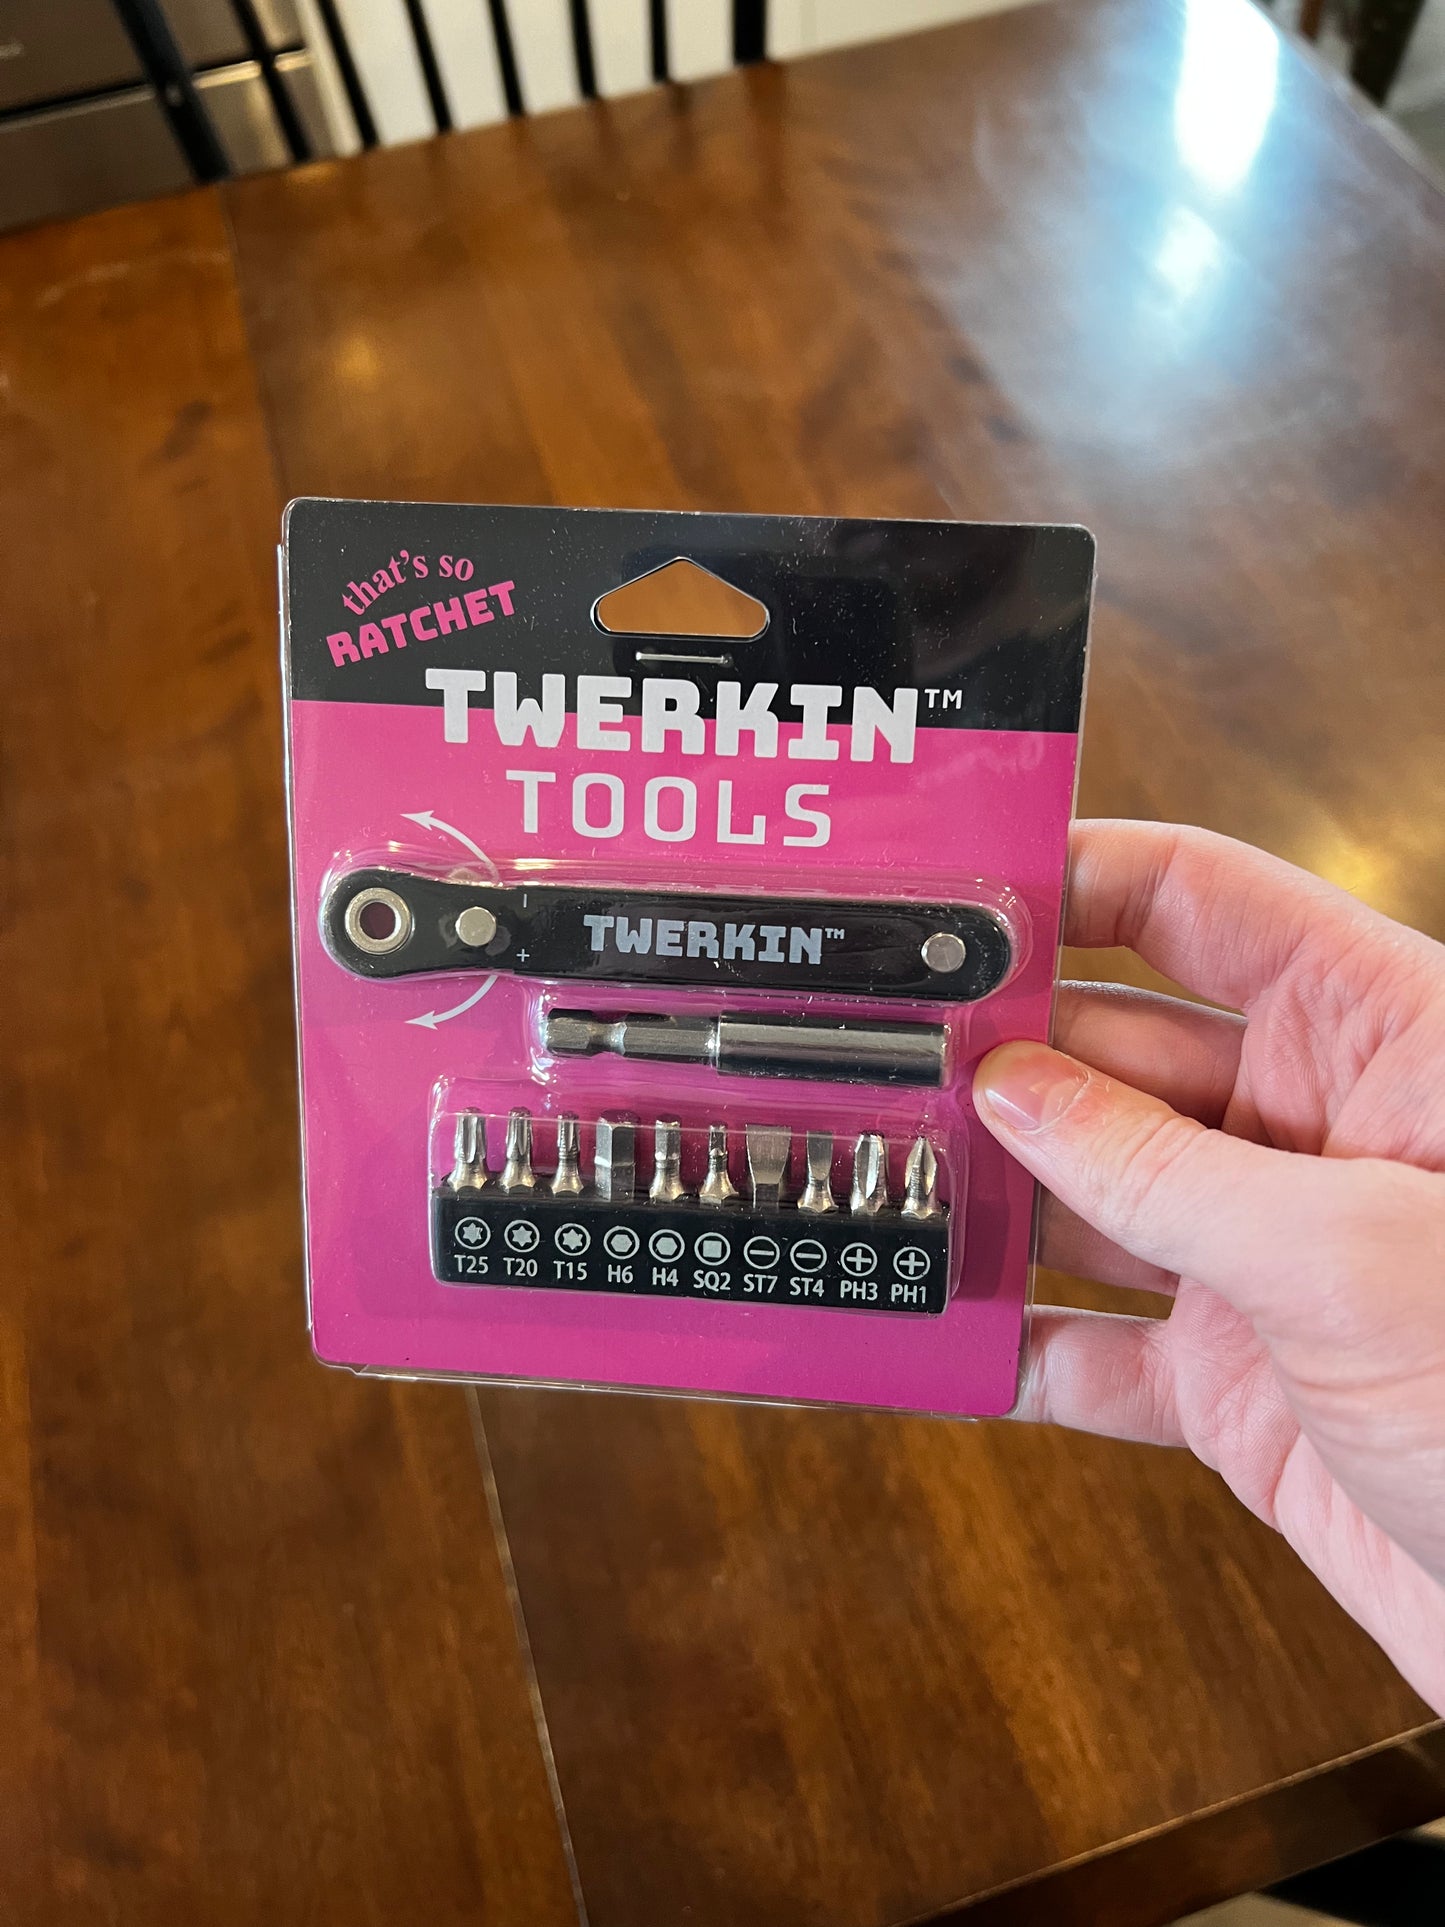 that's so
RATCHET
TWERKIN™
TOOLS
-
TWERKIN™
+
T25 T20 T15 H6 H4 SQ2 ST7 ST4 PH3 PH1